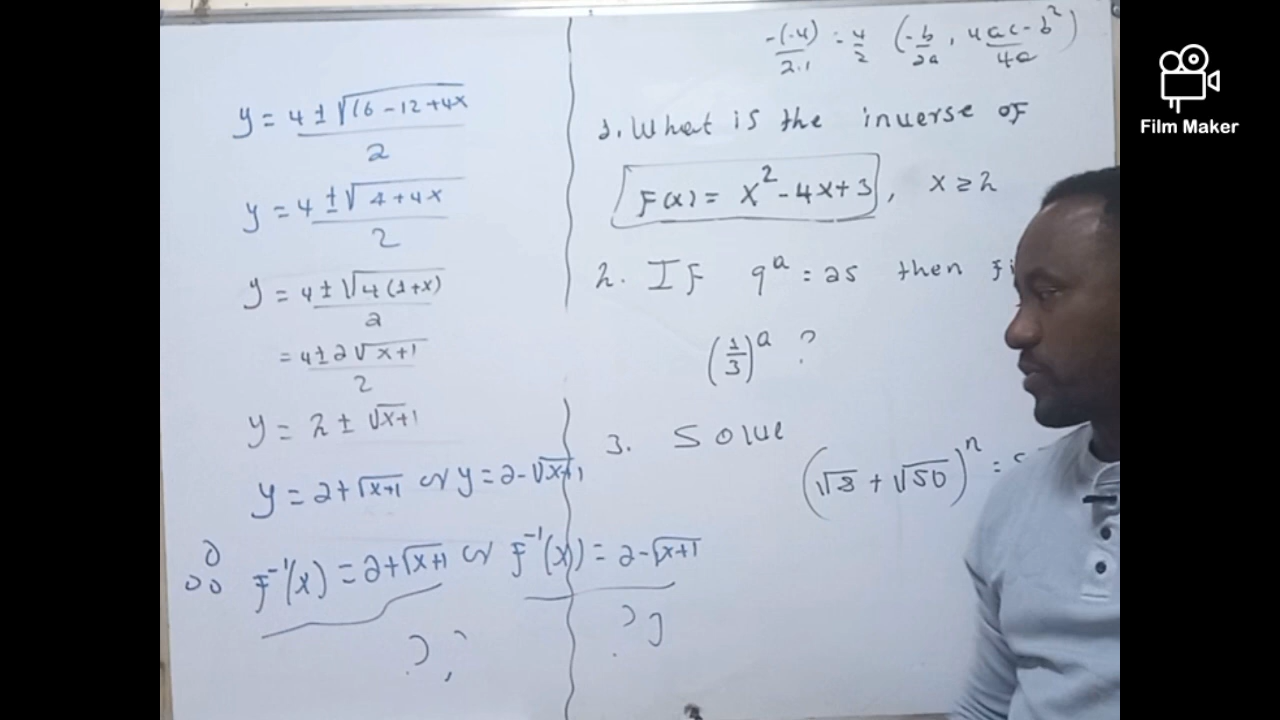 y = 4 ± √16 - 12 + 4x / 2
y = 4 ± √4 + 4x / 2
y = 4 ± √4(1+x) / 2
= 4 ± 2√x+1 / 2
y = 2 ± √x+1
y = 2+√x+1 or y = 2-√x+1
∴ F⁻¹(x) = 2+√x+1 or F⁻¹(x) = 2-√x+1
? ?
-(-4)/2.1 = 4/2 (-b/2a, 4ac-b²/4a)
1. What is the inverse of
F(x) = x² - 4x + 3, x ≥ 2
2. If 9ᵃ = 25 then
(1/3)ᵃ ?
3. Solve
(√8 + √50)ⁿ =
Film Maker